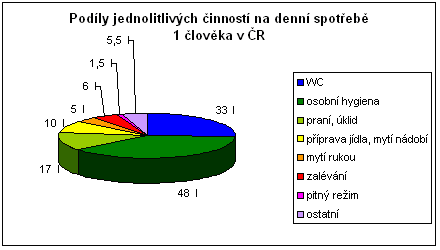 Podíly jednolitlivých činností na denní spotřebě
1 člověka v ČR
5,5 l
1,5 l
6 l
5 l
10 l
17 l
48 l
33 l
WC
osobní hygiena
praní, úklid
příprava jídla, mytí nádobí
mytí rukou
zalévání
pitný režim
ostatní